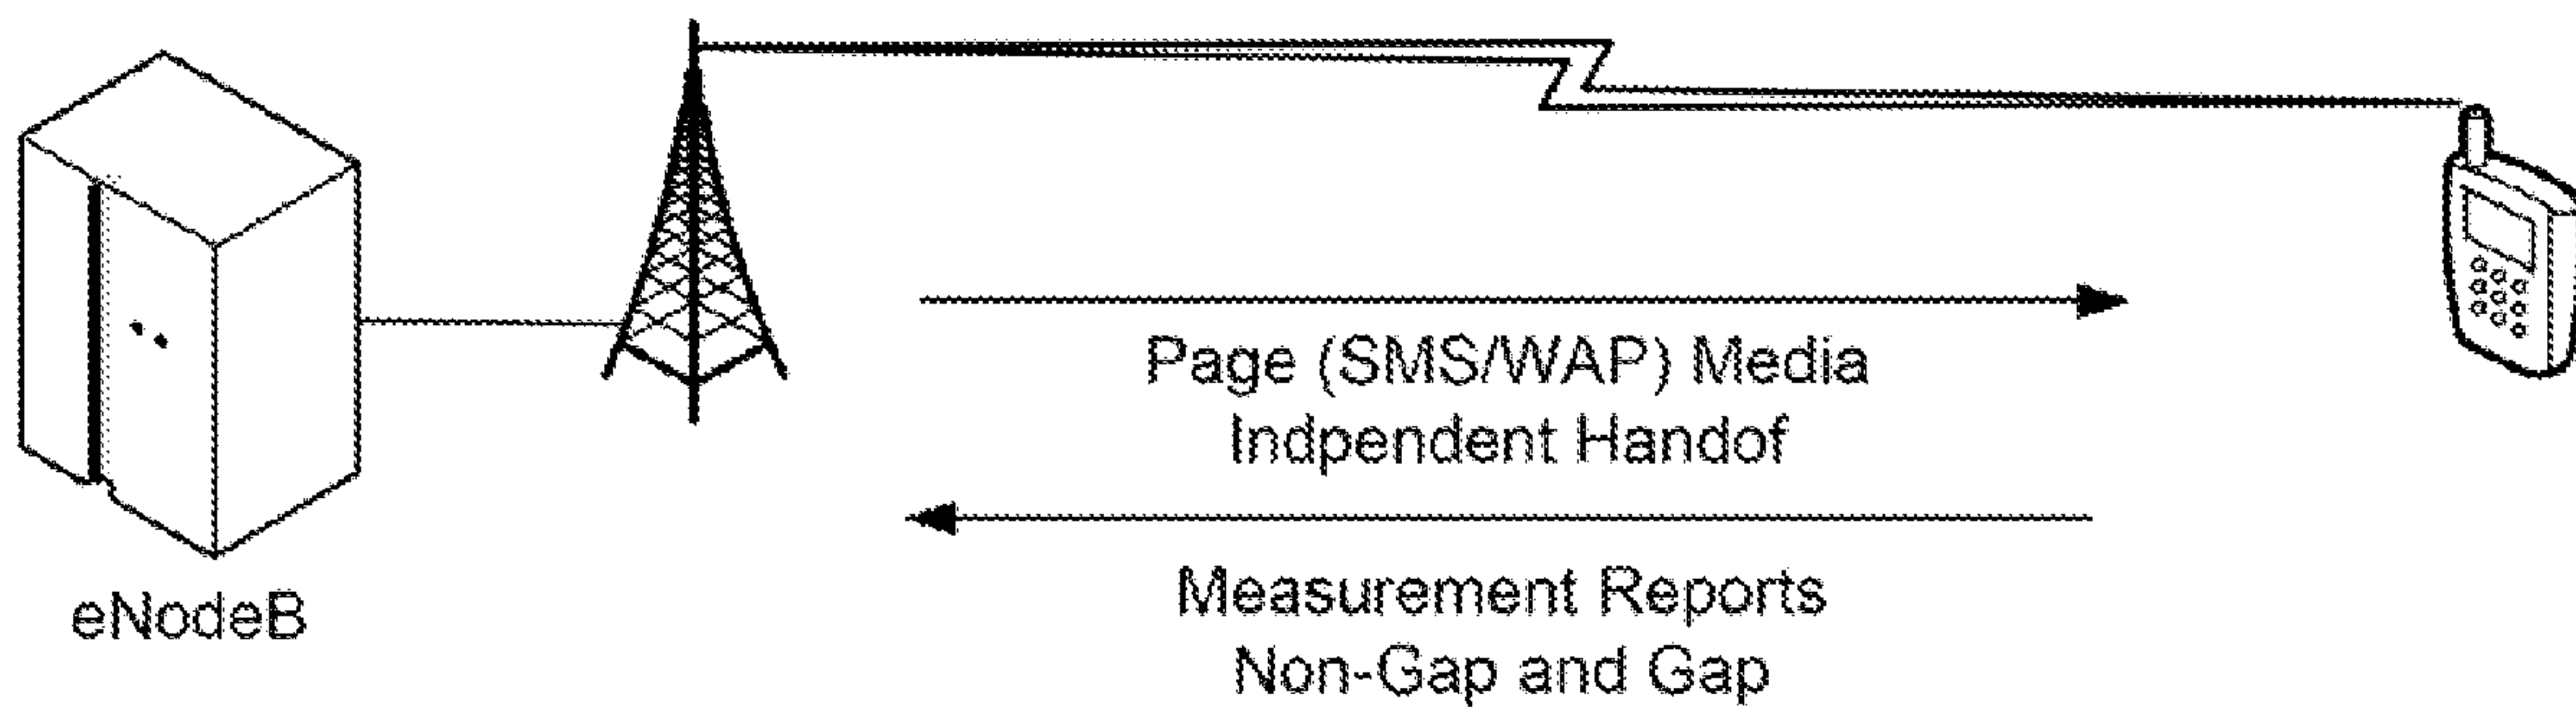 Page (SMS/WAP) Media
Indpendent Handof
Measurement Reports
Non-Gap and Gap
eNodeB